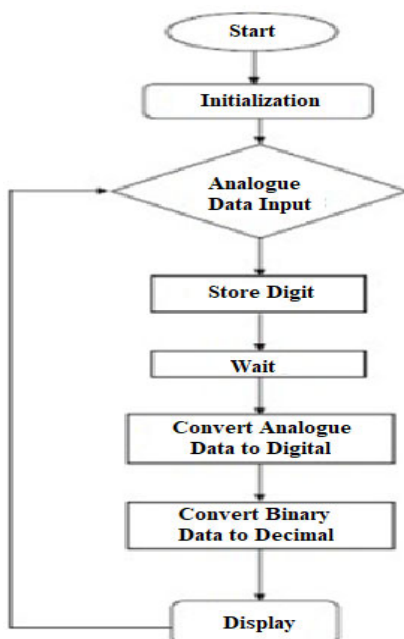 Start
Initialization
Analogue
Data Input
Store Digit
Wait
Convert Analogue
Data to Digital
Convert Binary
Data to Decimal
Display